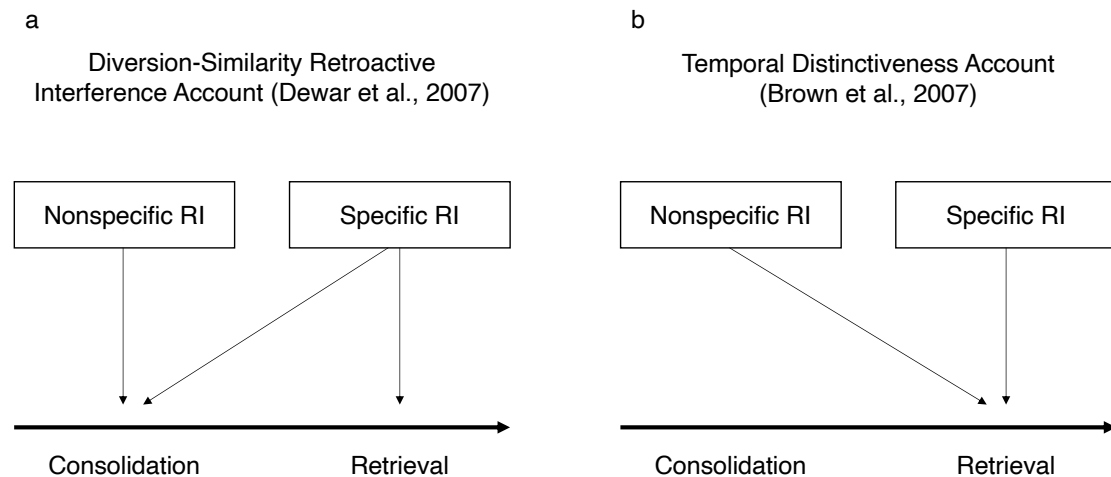 a
Diversion-Similarity Retroactive
Interference Account (Dewar et al., 2007)
Nonspecific RI
Specific RI
Consolidation
Retrieval
b
Temporal Distinctiveness Account
(Brown et al., 2007)
Nonspecific RI
Specific RI
Consolidation
Retrieval